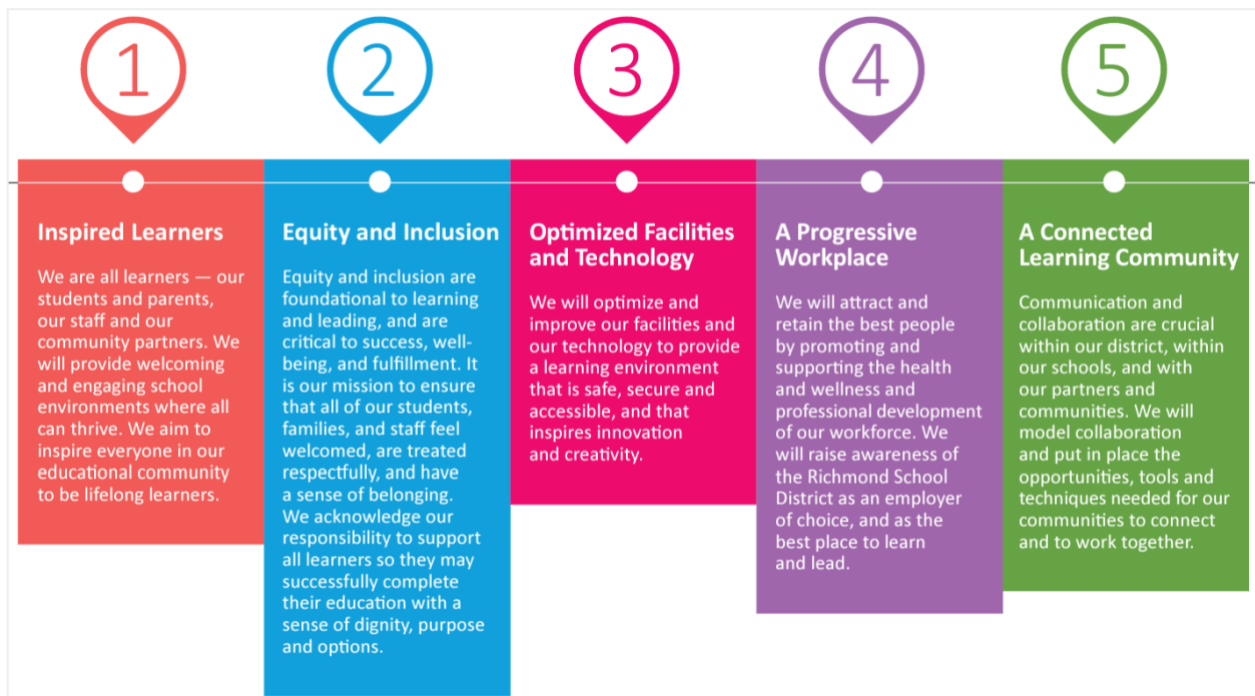 1
Inspired Learners
We are all learners — our
students and parents,
our staff and our
community partners. We
will provide welcoming
and engaging school
environments where all
can thrive. We aim to
inspire everyone in our
educational community
to be lifelong learners.
2
Equity and Inclusion
Equity and inclusion are
foundational to learning
and leading, and are
critical to success, well-
being, and fulfillment. It
is our mission to ensure
that all of our students,
families, and staff feel
welcomed, are treated
respectfully, and have
a sense of belonging.
We acknowledge our
responsibility to support
all learners so they may
successfully complete
their education with a
sense of dignity, purpose
and options.
3
Optimized Facilities
and Technology
We will optimize and
improve our facilities and
our technology to provide
a learning environment
that is safe, secure and
accessible, and that
inspires innovation
and creativity.
4
A Progressive
Workplace
We will attract and
retain the best people
by promoting and
supporting the health
and wellness and
professional development
of our workforce. We
will raise awareness of
the Richmond School
District as an employer
of choice, and as the
best place to learn
and lead.
5
A Connected
Learning Community
Communication and
collaboration are crucial
within our district, within
our schools, and with
our partners and
communities. We will
model collaboration
and put in place the
opportunities, tools and
techniques needed for our
communities to connect
and to work together.